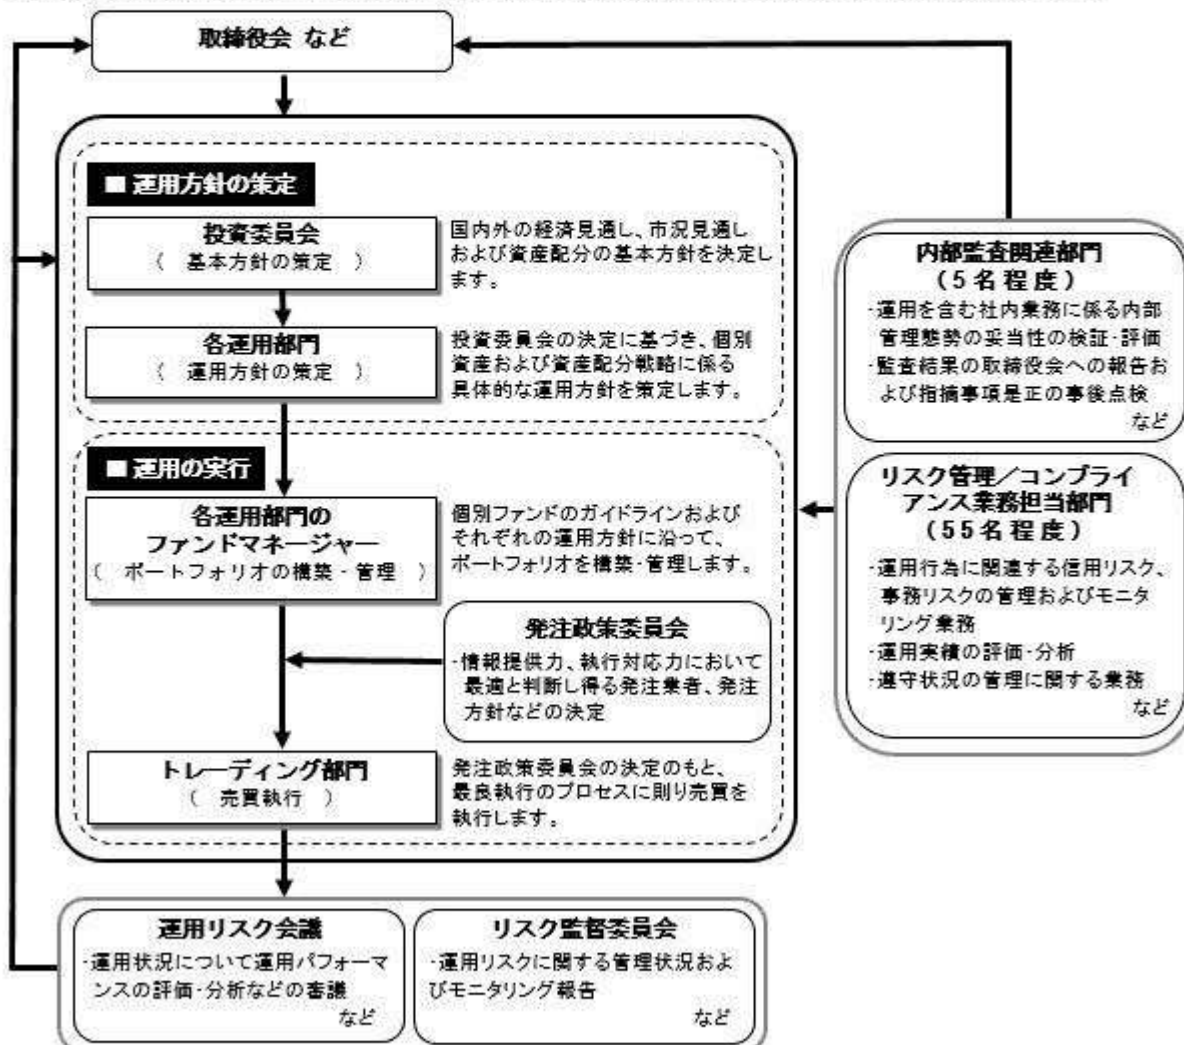 取締役会 など
■ 運用方針の策定
投資委員会
（ 基本方針の策定 ）
国内外の経済見通し、市況見通し
および資産配分の基本方針を決定し
ます。
各運用部門
（ 運用方針の策定 ）
投資委員会の決定に基づき、個別
資産および資産配分戦略に係る
具体的な運用方針を策定します。
■ 運用の実行
各運用部門の
ファンドマネージャー
（ ポートフォリオの構築・管理 ）
個別ファンドのガイドラインおよび
それぞれの運用方針に沿って、
ポートフォリオを構築・管理します。
発注政策委員会
・情報提供力、執行対応力において
最適と判断し得る発注業者、発注
方針などの決定
トレーディング部門
（ 売買執行 ）
発注政策委員会の決定のもと、
最良執行のプロセスに則り売買を
執行します。
内部監査関連部門
（5名程度）
・運用を含む社内業務に係る内部
管理態勢の妥当性の検証・評価
・監査結果の取締役会への報告お
よび指摘事項是正の事後点検
など
リスク管理／コンプライ
アンス業務担当部門
（55名程度）
・運用行為に関連する信用リスク、
事務リスクの管理およびモニタ
リング業務
・運用実績の評価・分析
・遵守状況の管理に関する業務
など
運用リスク会議
・運用状況について運用パフォーマ
ンスの評価・分析などの審議
など
リスク監督委員会
・運用リスクに関する管理状況およ
びモニタリング報告
など